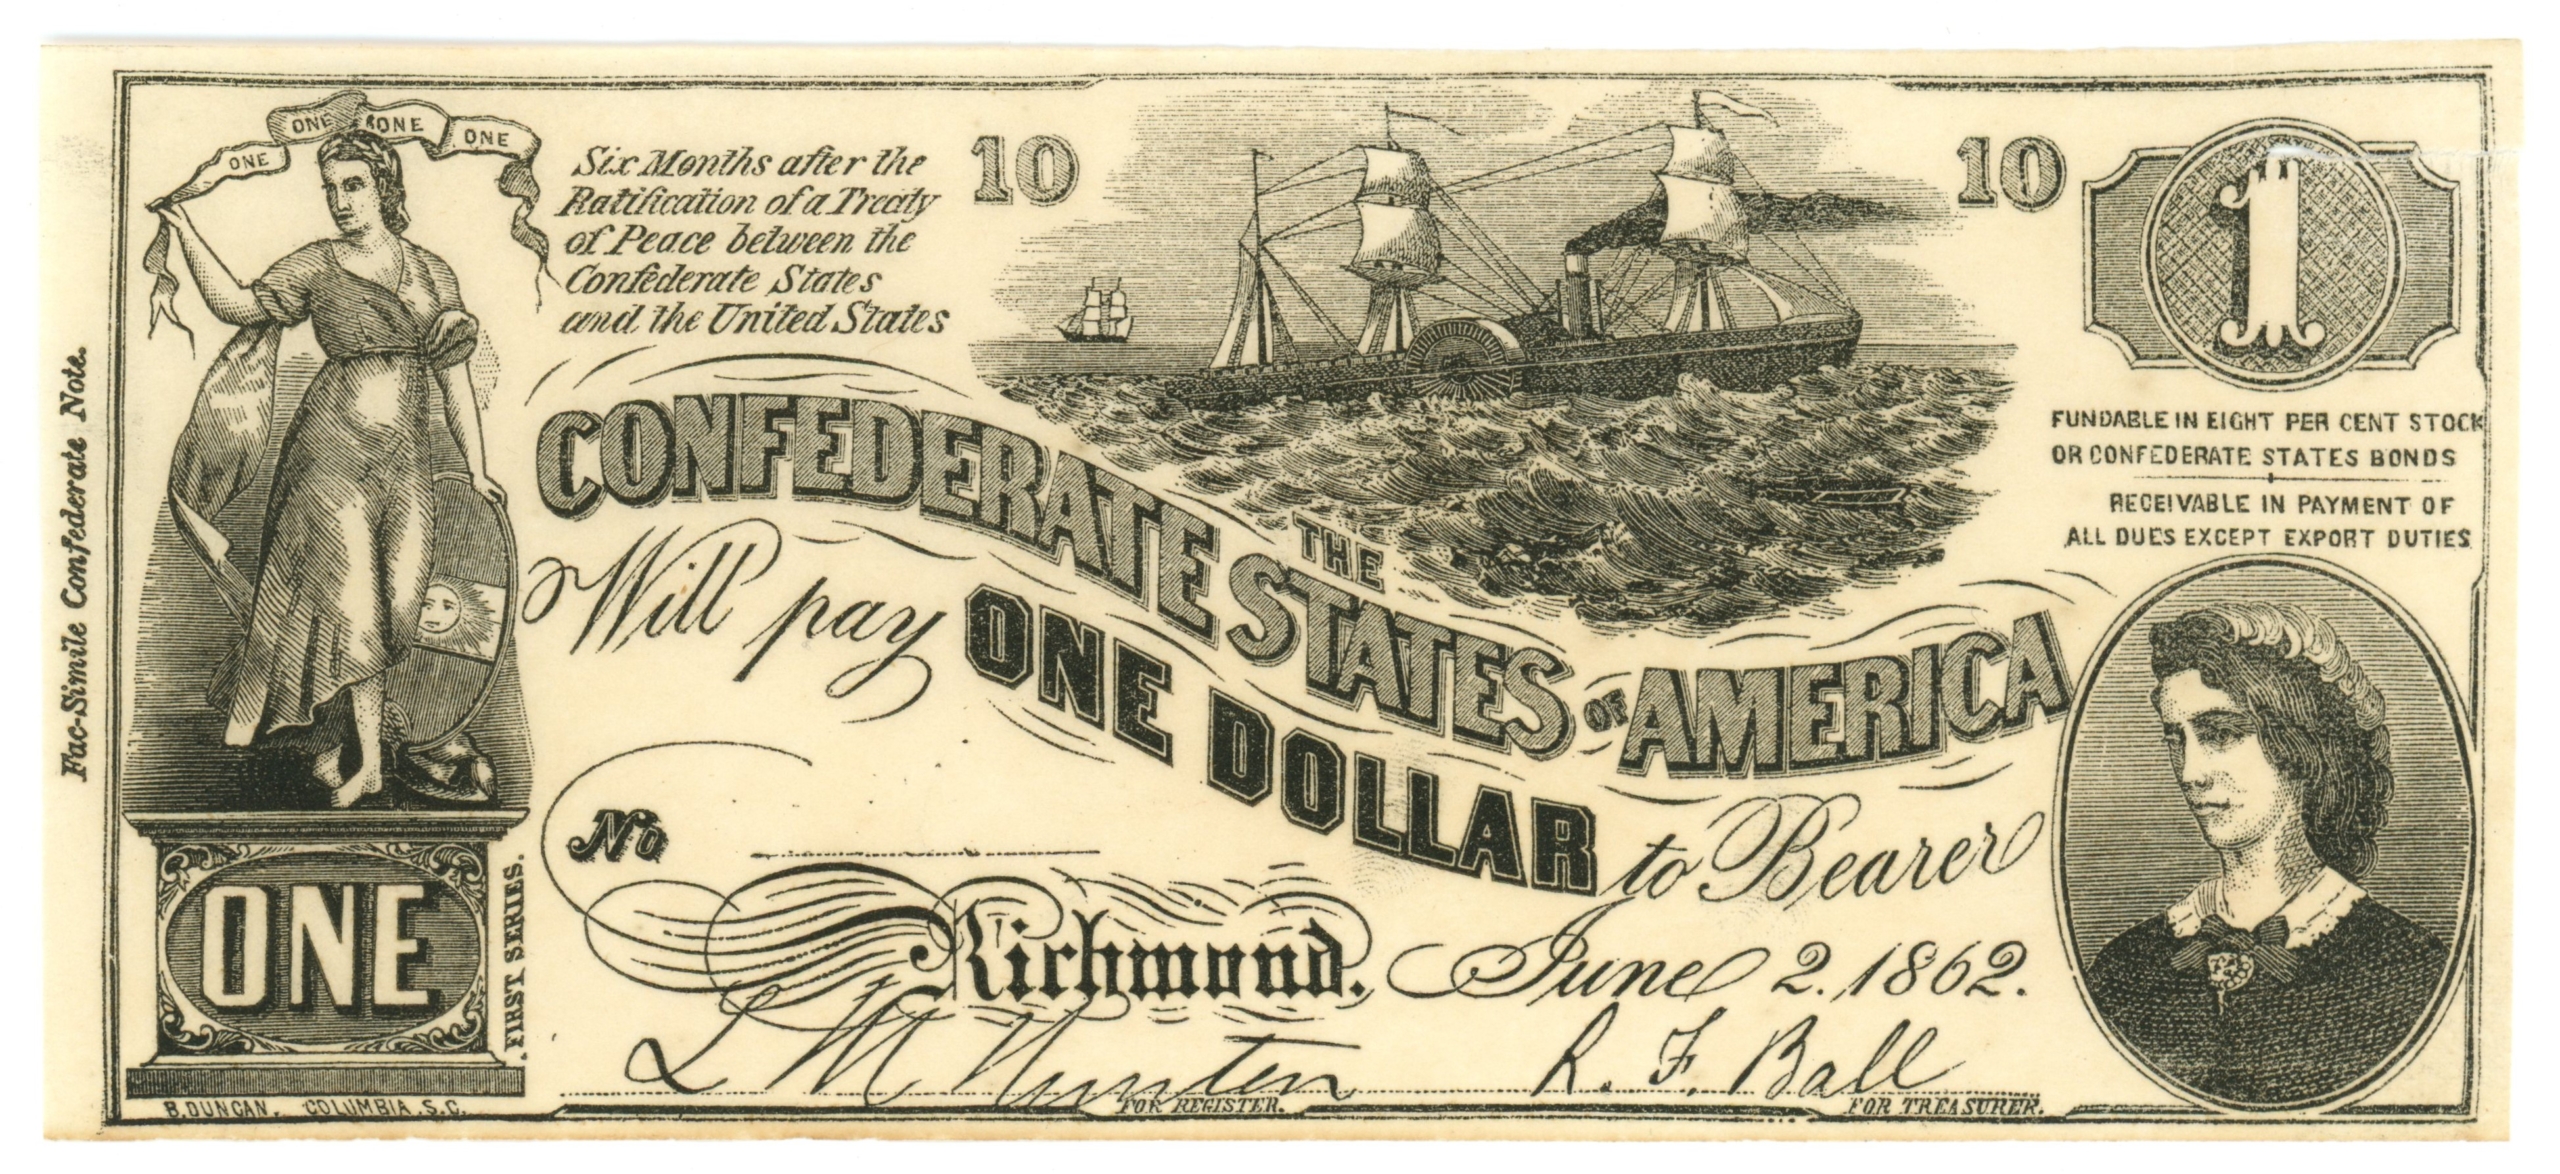 Fac-Simile Confederate Note.
ONE ONE ONE ONE
Six Months after the
Ratification of a Treaty
of Peace between the
Confederate States
and the United States
10
10
1
FUNDABLE IN EIGHT PER CENT STOCK
OR CONFEDERATE STATES BONDS
RECEIVABLE IN PAYMENT OF
ALL DUES EXCEPT EXPORT DUTIES
THE
CONFEDERATE STATES OF AMERICA
Will pay ONE DOLLAR to Bearer
No
Richmond. June 2. 1862.
ONE
FIRST SERIES.
L M Hunten
R. F. Ball
FOR REGISTER.
FOR TREASURER.
B. DUNCAN. COLUMBIA. S.C.